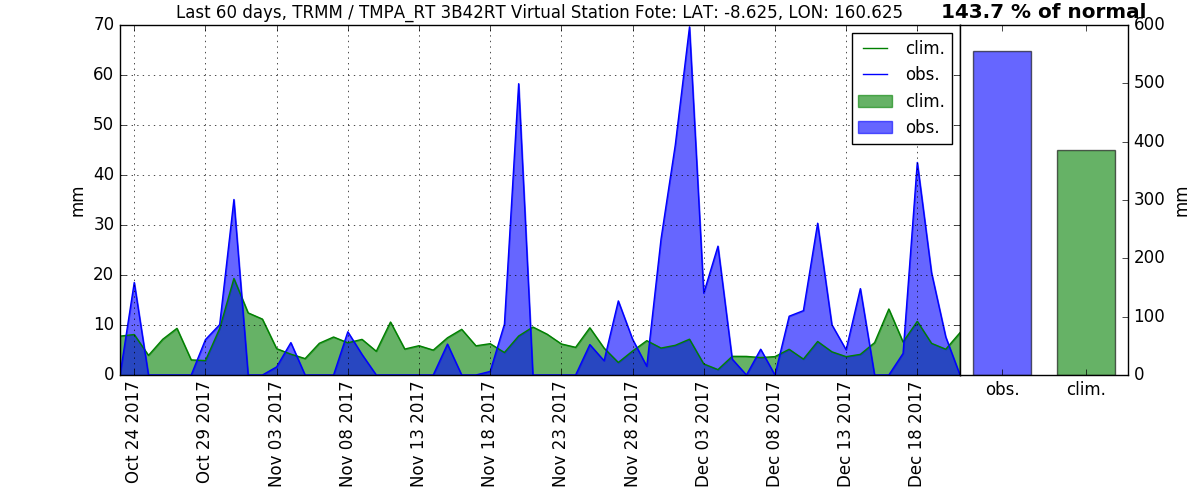 Last 60 days, TRMM / TMPA_RT 3B42RT Virtual Station Fote: LAT: -8.625, LON: 160.625
143.7 % of normal
70
60
50
40
30
20
10
0
mm
clim.
obs.
clim.
obs.
600
500
400
300
200
100
0
mm
obs.
clim.
Oct 24 2017
Oct 29 2017
Nov 03 2017
Nov 08 2017
Nov 13 2017
Nov 18 2017
Nov 23 2017
Nov 28 2017
Dec 03 2017
Dec 08 2017
Dec 13 2017
Dec 18 2017